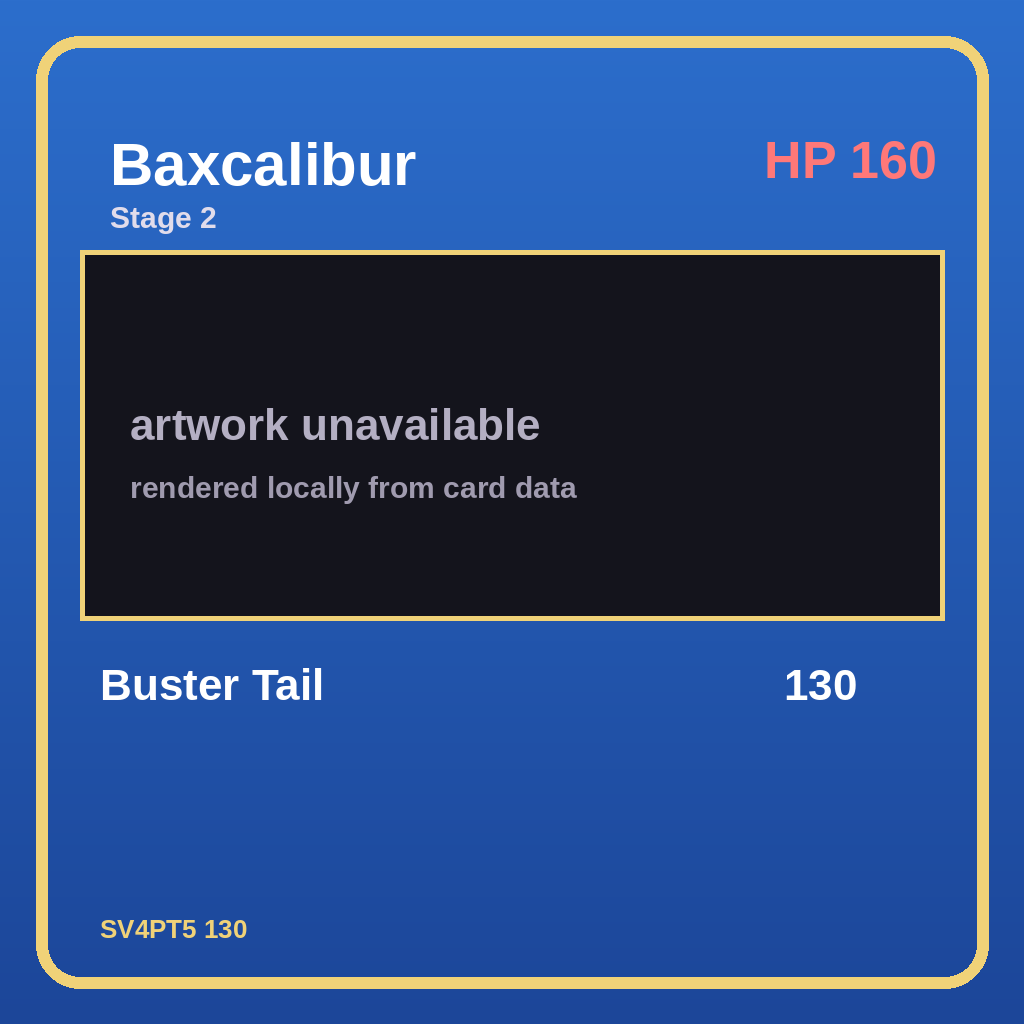 Baxcalibur
HP 160
Stage 2
artwork unavailable
rendered locally from card data
Buster Tail
130
SV4PT5 130